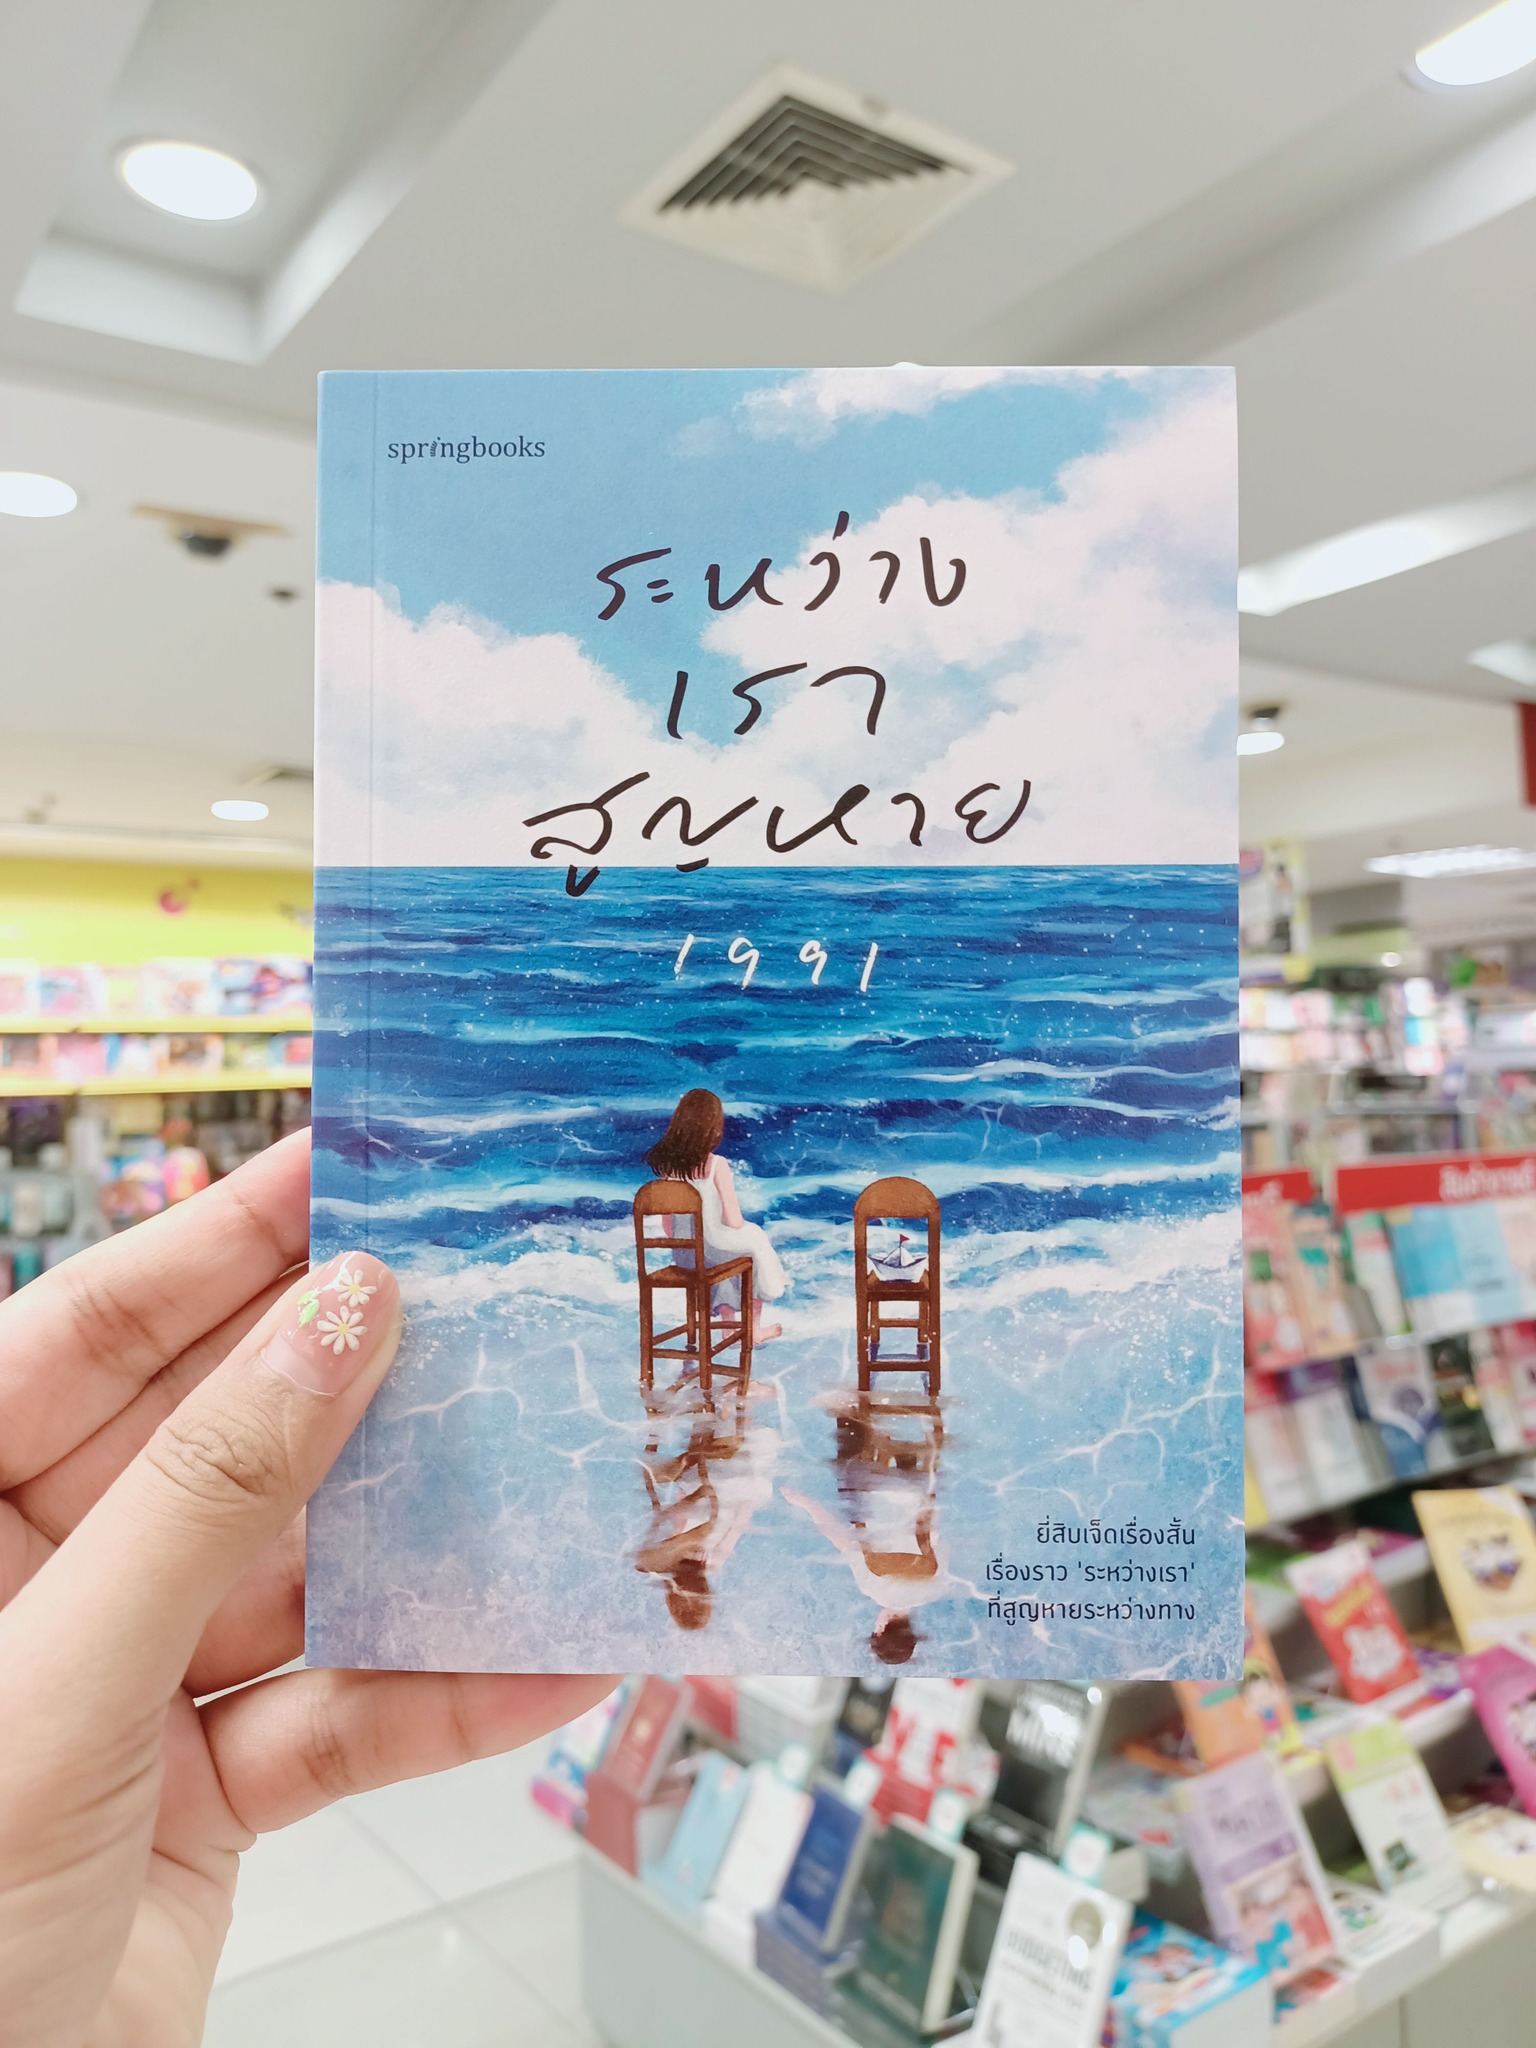 springbooks
ระหว่าง
เรา
สูญหาย
1991
ยี่สิบเจ็ดเรื่องสั้น
เรื่องราว 'ระหว่างเรา'
ที่สูญหายระหว่างทาง